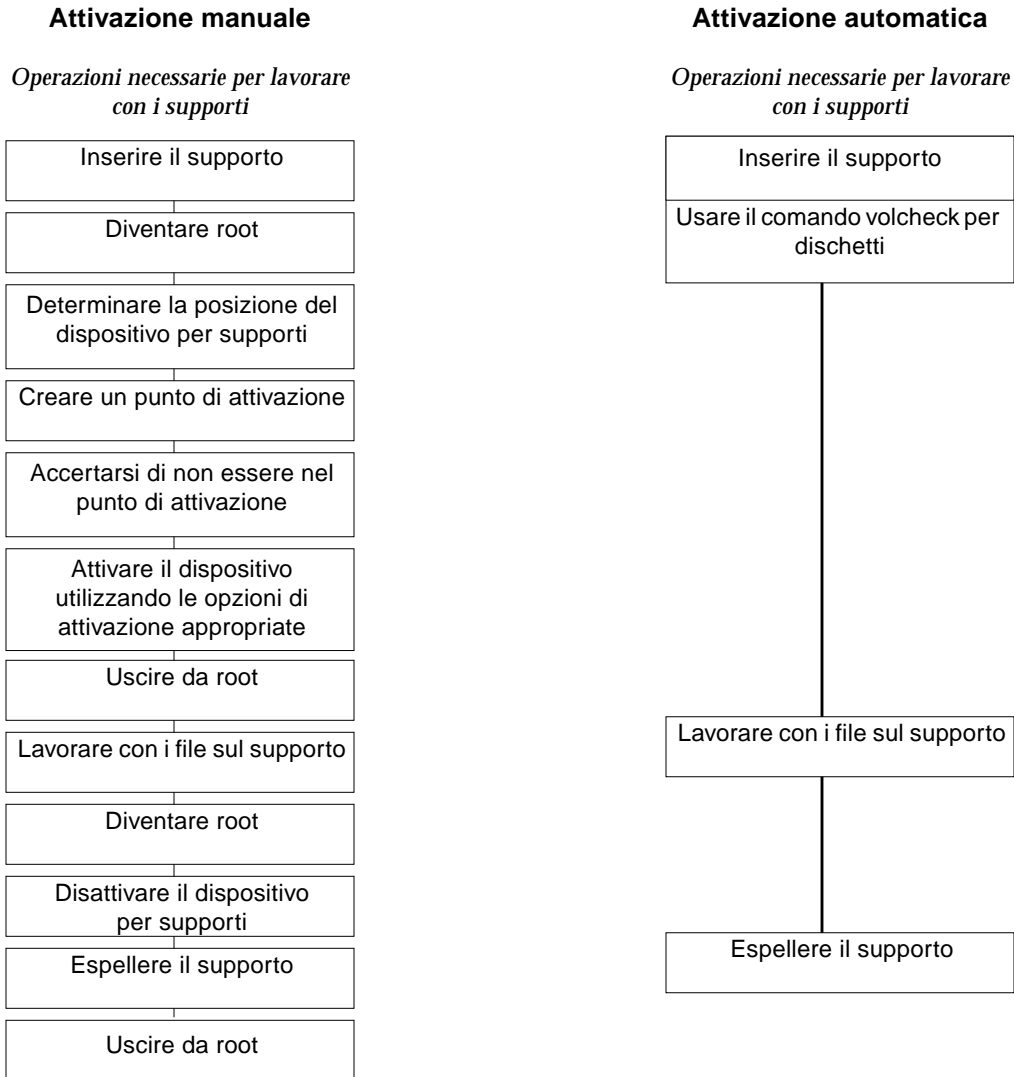 Attivazione manuale
Operazioni necessarie per lavorare
con i supporti
Inserire il supporto
Diventare root
Determinare la posizione del
dispositivo per supporti
Creare un punto di attivazione
Accertarsi di non essere nel
punto di attivazione
Attivare il dispositivo
utilizzando le opzioni di
attivazione appropriate
Uscire da root
Lavorare con i file sul supporto
Diventare root
Disattivare il dispositivo
per supporti
Espellere il supporto
Uscire da root
Attivazione automatica
Operazioni necessarie per lavorare
con i supporti
Inserire il supporto
Usare il comando volcheck per
dischetti
Lavorare con i file sul supporto
Espellere il supporto